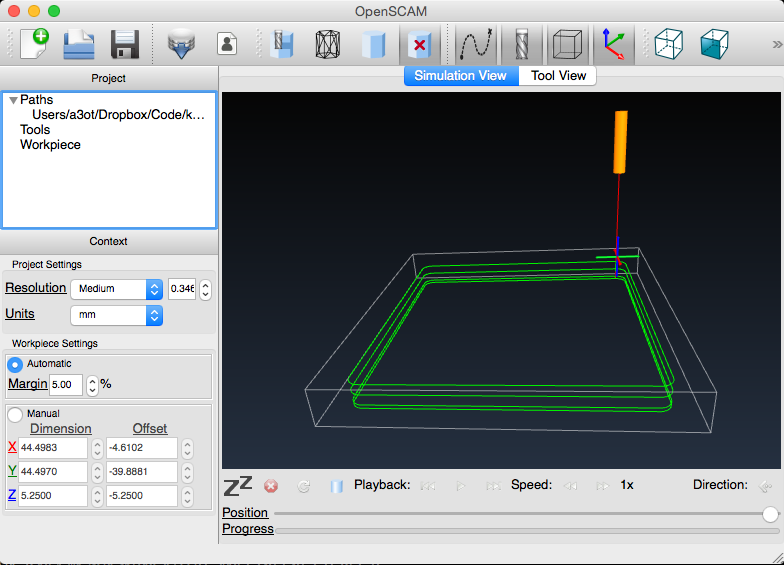 OpenSCAM
Simulation View Tool View
Project
Paths
Users/a3ot/Dropbox/Code/k...
Tools
Workpiece
Context
Project Settings
Resolution Medium 0.346
Units mm
Workpiece Settings
Automatic
Margin 5.00 %
Manual
Dimension Offset
X 44.4983 -4.6102
Y 44.4970 -39.8881
Z 5.2500 -5.2500
ZZ Playback: Speed: 1x Direction:
Position
Progress